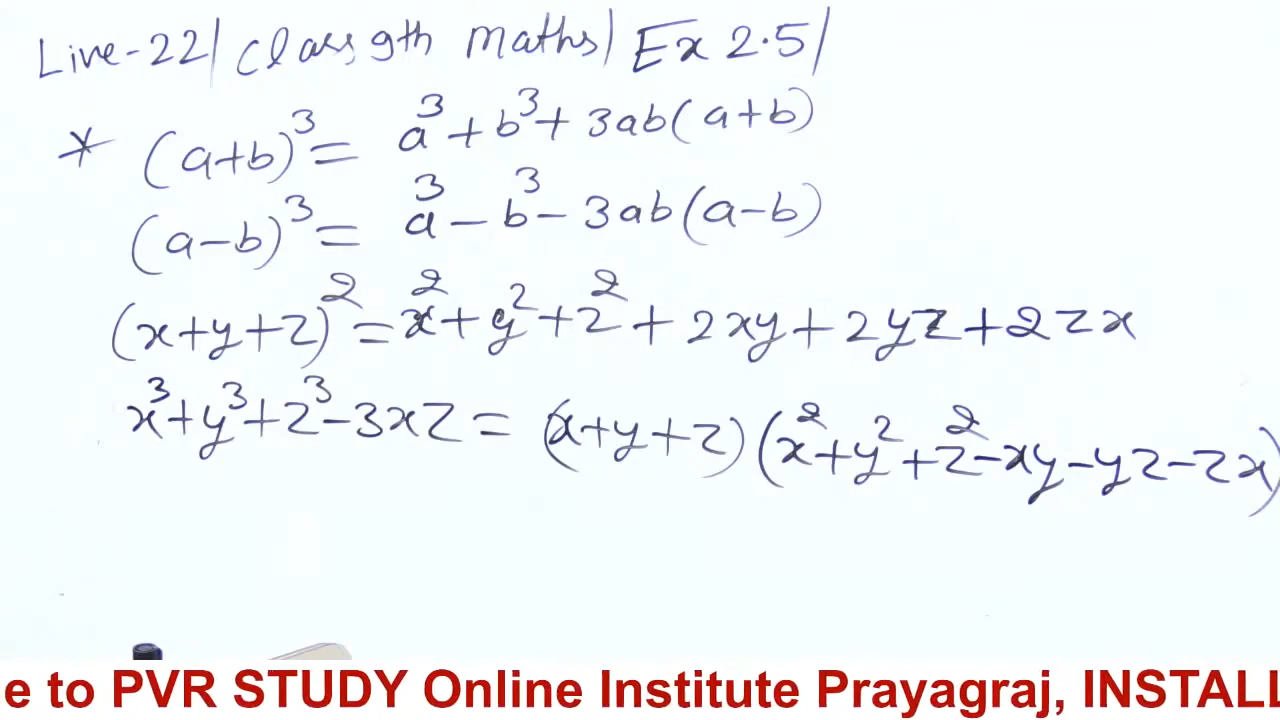 Live-22| Class 9th maths| Ex 2.5|
* (a+b)³ = a³ + b³ + 3ab(a+b)
(a-b)³ = a³ - b³ - 3ab(a-b)
(x+y+z)² = x² + y² + z² + 2xy + 2yz + 2zx
x³+y³+z³-3xz = (x+y+z)(x²+y²+z²-xy-yz-zx)
e to PVR STUDY Online Institute Prayagraj, INSTALL